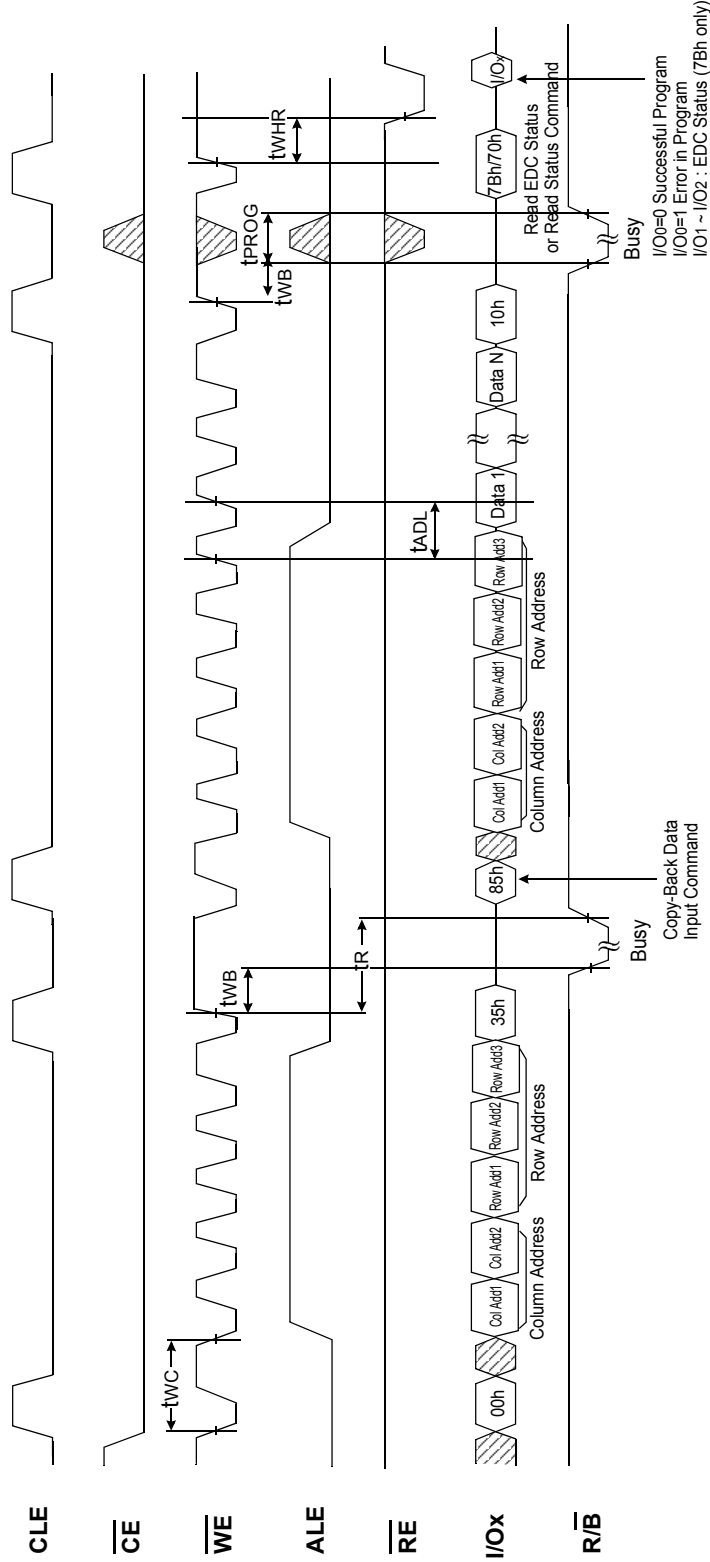 CLE
CE
WE
ALE
RE
I/Ox
R/B
tWC
tWB
tR
tADL
tWB
tPROG
tWHR
00h
Col Add1
Col Add2
Row Add1
Row Add2
Row Add3
35h
85h
Col Add1
Col Add2
Row Add1
Row Add2
Row Add3
Data 1
Data N
10h
7Bh/70h
I/Ox
Column Address
Row Address
Column Address
Row Address
Read EDC Status
or Read Status Command
Busy
Busy
Copy-Back Data
Input Command
I/O0=0 Successful Program
I/O0=1 Error in Program
I/O1 ~ I/O2 : EDC Status (7Bh only)